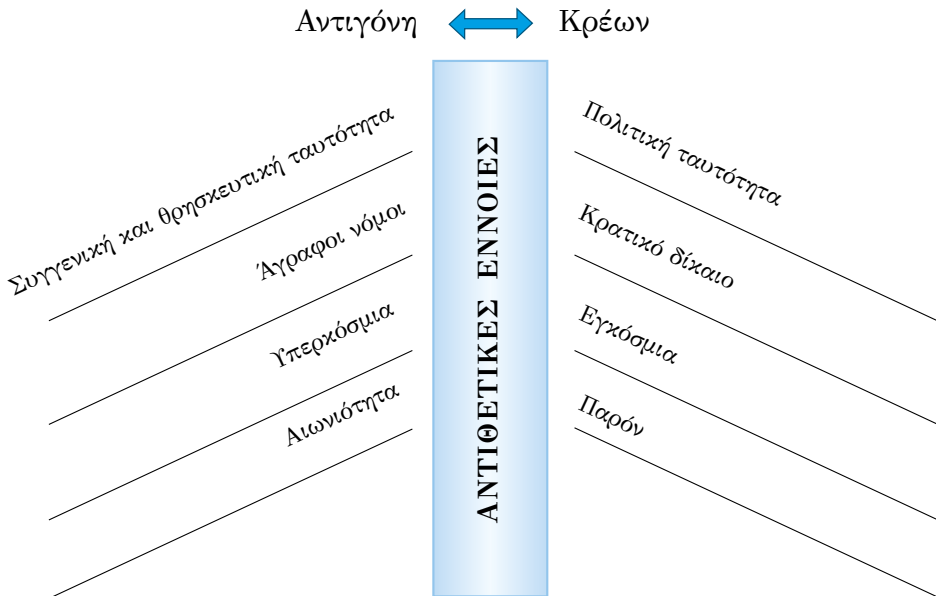 Αντιγόνη Κρέων
Συγγενική και θρησκευτική ταυτότητα
Άγραφοι νόμοι
Υπερκόσμια
Αιωνιότητα
ΑΝΤΙΘΕΤΙΚΕΣ ΕΝΝΟΙΕΣ
Πολιτική ταυτότητα
Κρατικό δίκαιο
Εγκόσμια
Παρόν